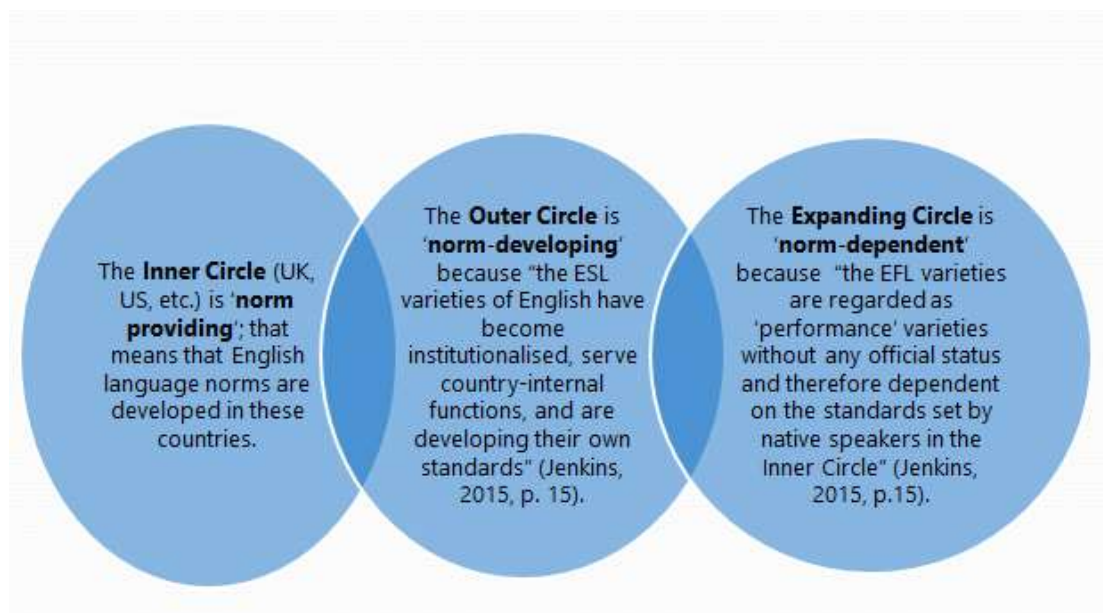 The Inner Circle (UK,
US, etc.) is ‘norm
providing’; that
means that English
language norms are
developed in these
countries.
The Outer Circle is
‘norm-developing’
because “the ESL
varieties of English have
become
institutionalised, serve
country-internal
functions, and are
developing their own
standards” (Jenkins,
2015, p. 15).
The Expanding Circle is
‘norm-dependent’
because “the EFL varieties
are regarded as
‘performance’ varieties
without any official status
and therefore dependent
on the standards set by
native speakers in the
Inner Circle” (Jenkins,
2015, p.15).